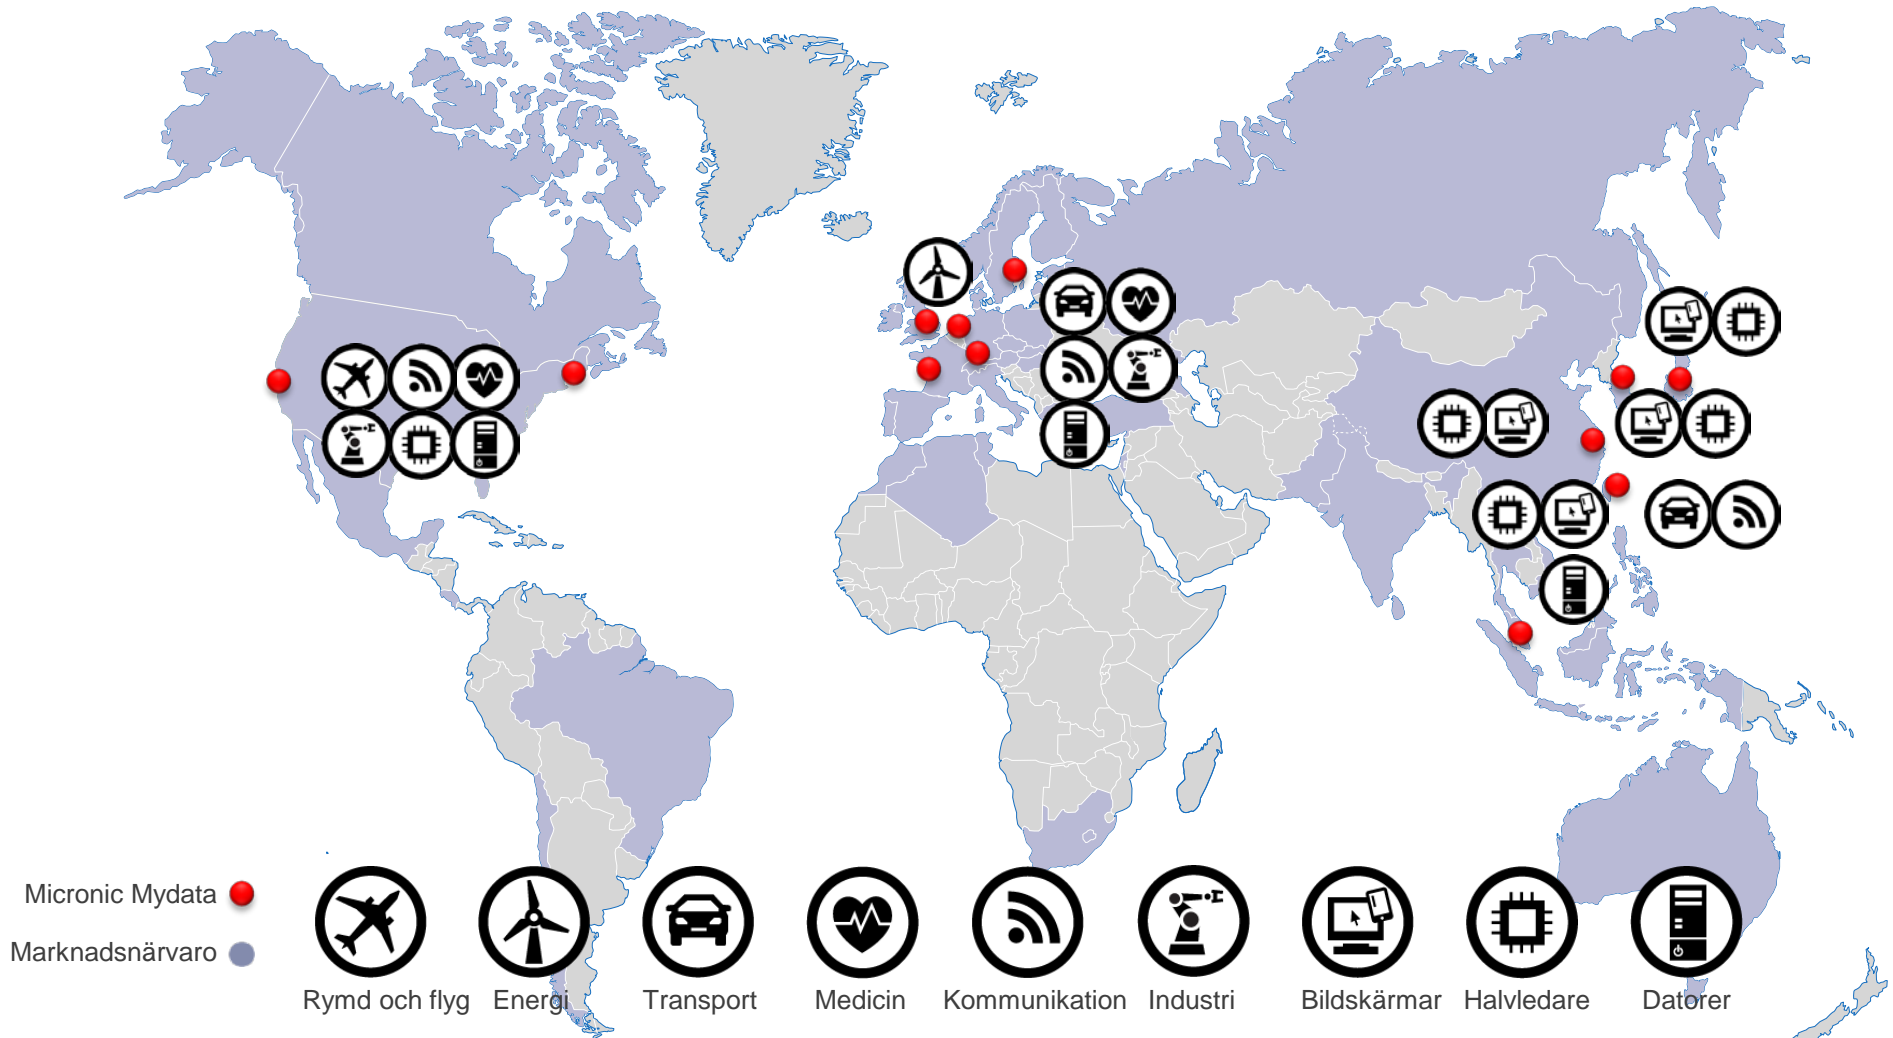 Micronic Mydata
Marknadsnärvaro
Rymd och flyg
Energi
Transport
Medicin
Kommunikation
Industri
Bildskärmar
Halvledare
Datorer